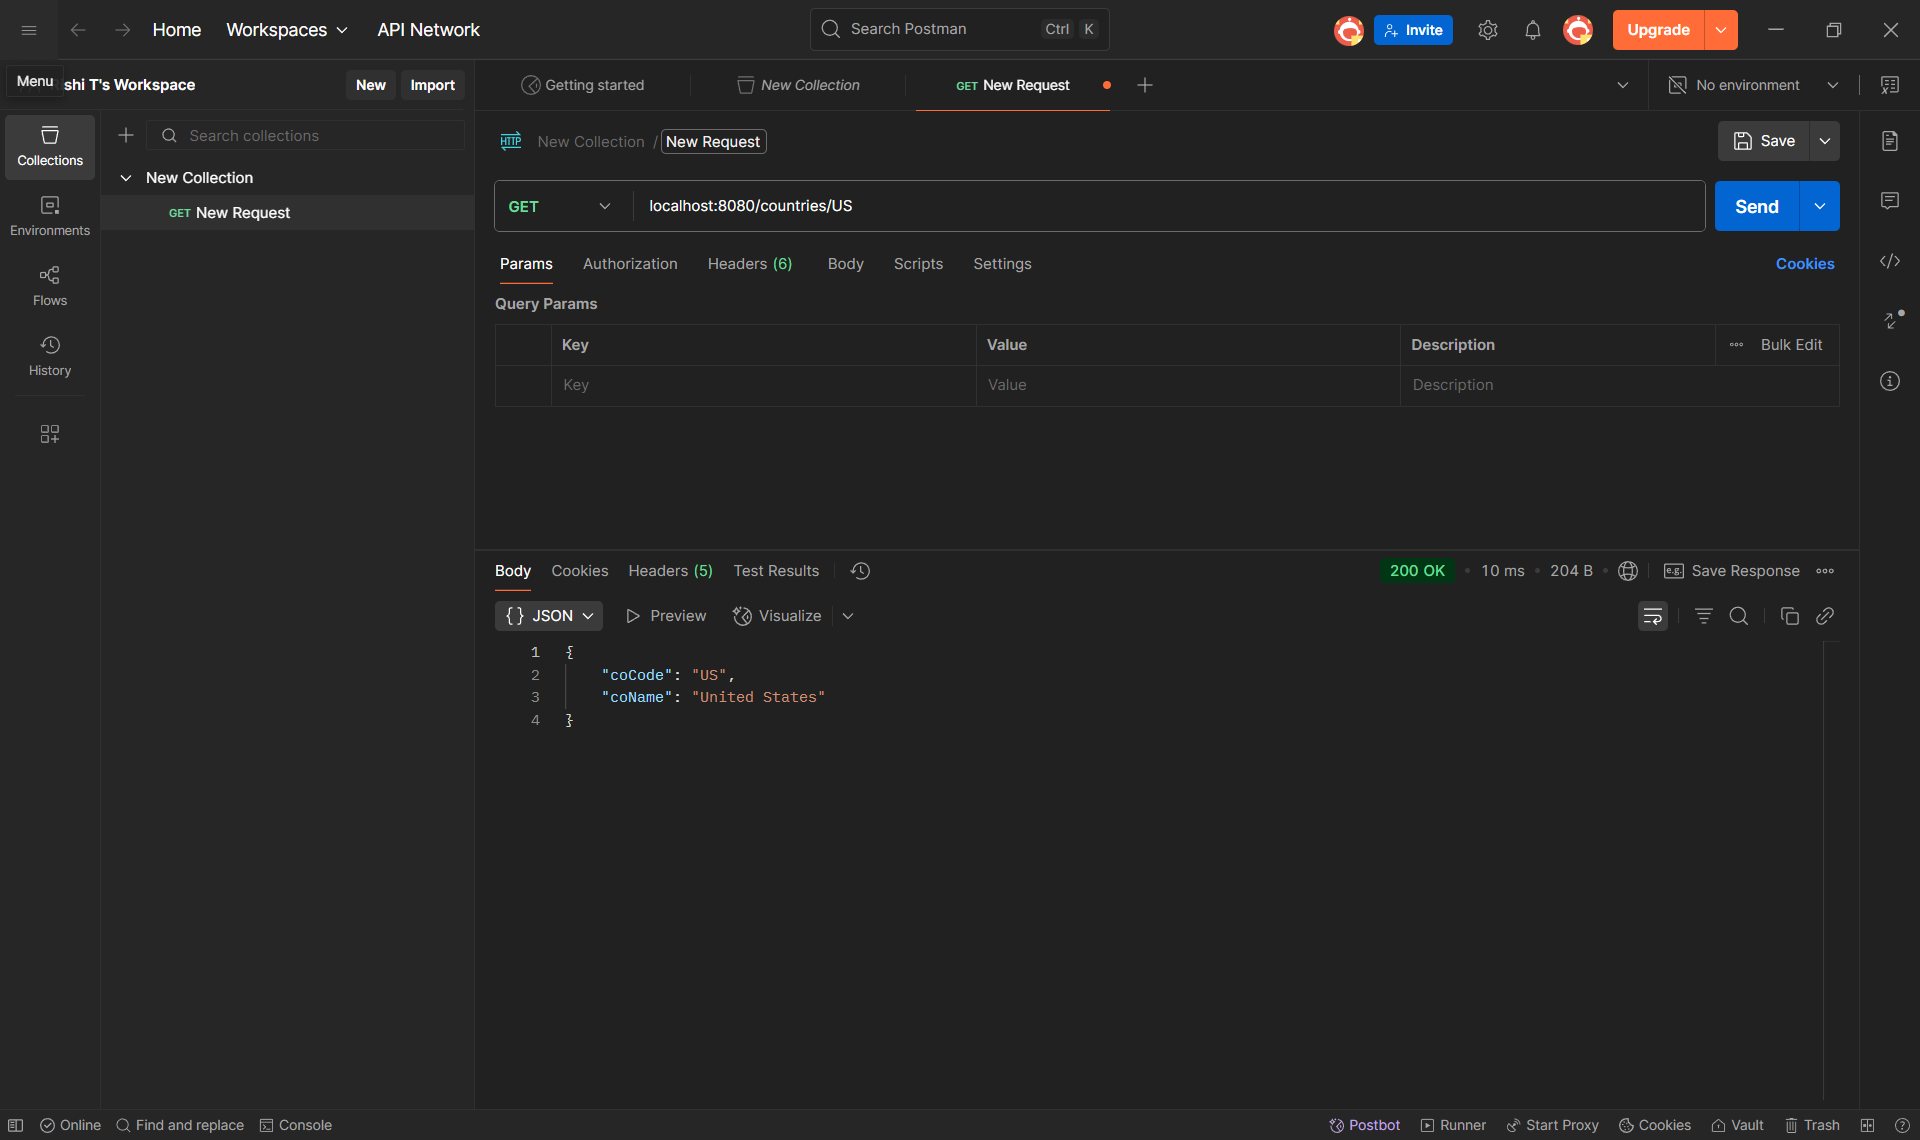 Home
Workspaces
API Network
Search Postman
Ctrl K
Invite
Upgrade
Menu
shi T's Workspace
New
Import
Getting started
New Collection
GET New Request
No environment
Collections
Environments
Flows
History
Search collections
New Collection
GET New Request
HTTP New Collection / New Request
Save
GET
localhost:8080/countries/US
Send
Params
Authorization
Headers (6)
Body
Scripts
Settings
Cookies
Query Params
Key
Value
Description
Bulk Edit
Key
Value
Description
Body
Cookies
Headers (5)
Test Results
200 OK
10 ms
204 B
e.g. Save Response
{} JSON
Preview
Visualize
1 {
2 "coCode": "US",
3 "coName": "United States"
4 }
Online
Find and replace
Console
Postbot
Runner
Start Proxy
Cookies
Vault
Trash